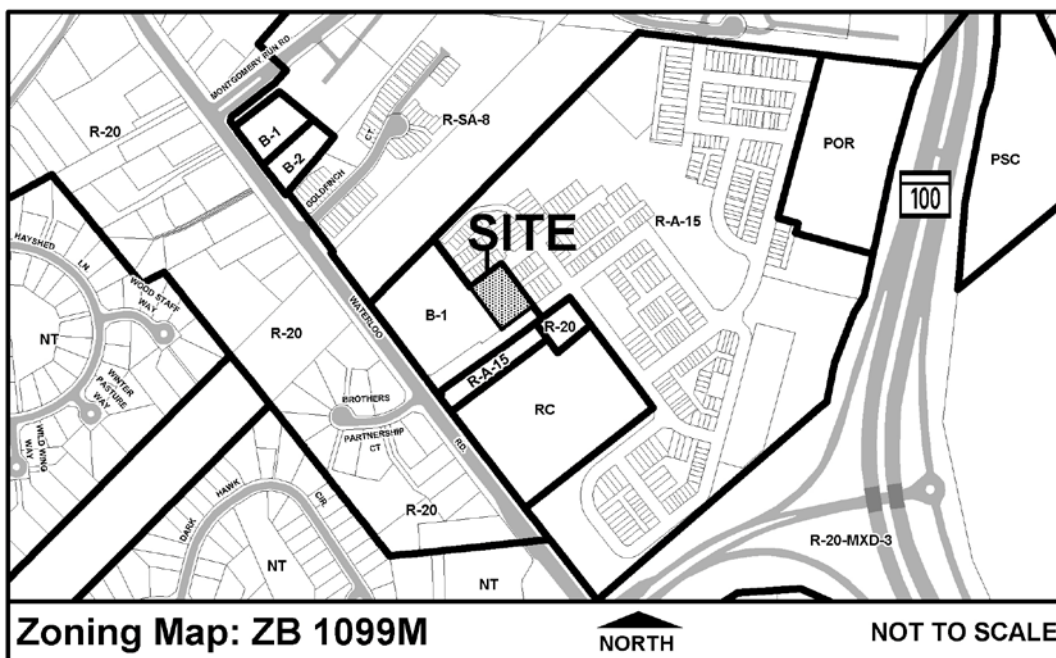 MONTGOMERY RUN RD.
R-20
B-1
B-2
R-SA-8
CT.
GOLDFINCH
POR
PSC
100
SITE
R-A-15
HAYSHED
LN
WOOD STAFF
WAY
NT
WINTER
PASTURE
WAY
WILD WING
WAY
R-20
WATERLOO
RD.
B-1
R-20
R-A-15
RC
BROTHERS
PARTNERSHIP
CT
DARK
HAWK
CIR.
R-20
NT
NT
R-20-MXD-3
Zoning Map: ZB 1099M
NORTH
NOT TO SCALE